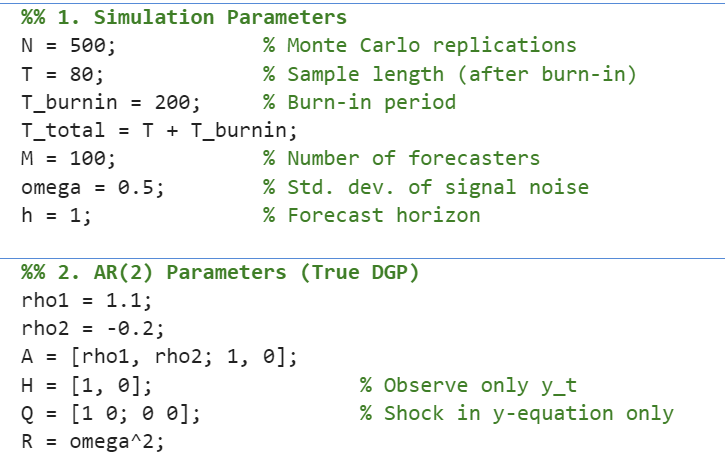 %% 1. Simulation Parameters
N = 500;            % Monte Carlo replications
T = 80;             % Sample length (after burn-in)
T_burnin = 200;     % Burn-in period
T_total = T + T_burnin;
M = 100;            % Number of forecasters
omega = 0.5;        % Std. dev. of signal noise
h = 1;              % Forecast horizon
%% 2. AR(2) Parameters (True DGP)
rho1 = 1.1;
rho2 = -0.2;
A = [rho1, rho2; 1, 0];
H = [1, 0];                 % Observe only y_t
Q = [1 0; 0 0];             % Shock in y-equation only
R = omega^2;